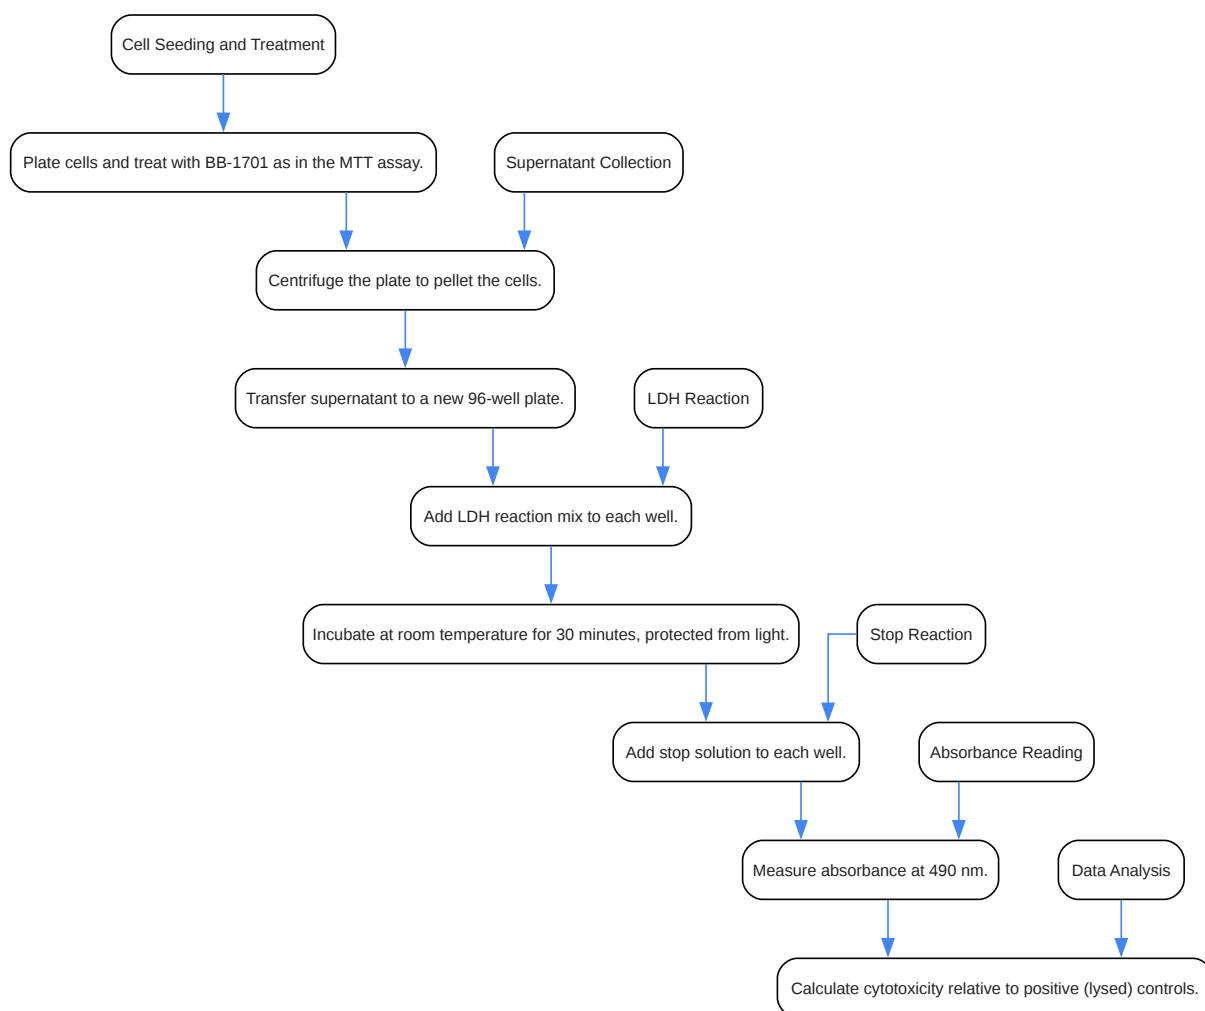 Cell Seeding and Treatment
Plate cells and treat with BB-1701 as in the MTT assay.
Supernatant Collection
Centrifuge the plate to pellet the cells.
Transfer supernatant to a new 96-well plate.
LDH Reaction
Add LDH reaction mix to each well.
Incubate at room temperature for 30 minutes, protected from light.
Stop Reaction
Add stop solution to each well.
Absorbance Reading
Measure absorbance at 490 nm.
Data Analysis
Calculate cytotoxicity relative to positive (lysed) controls.